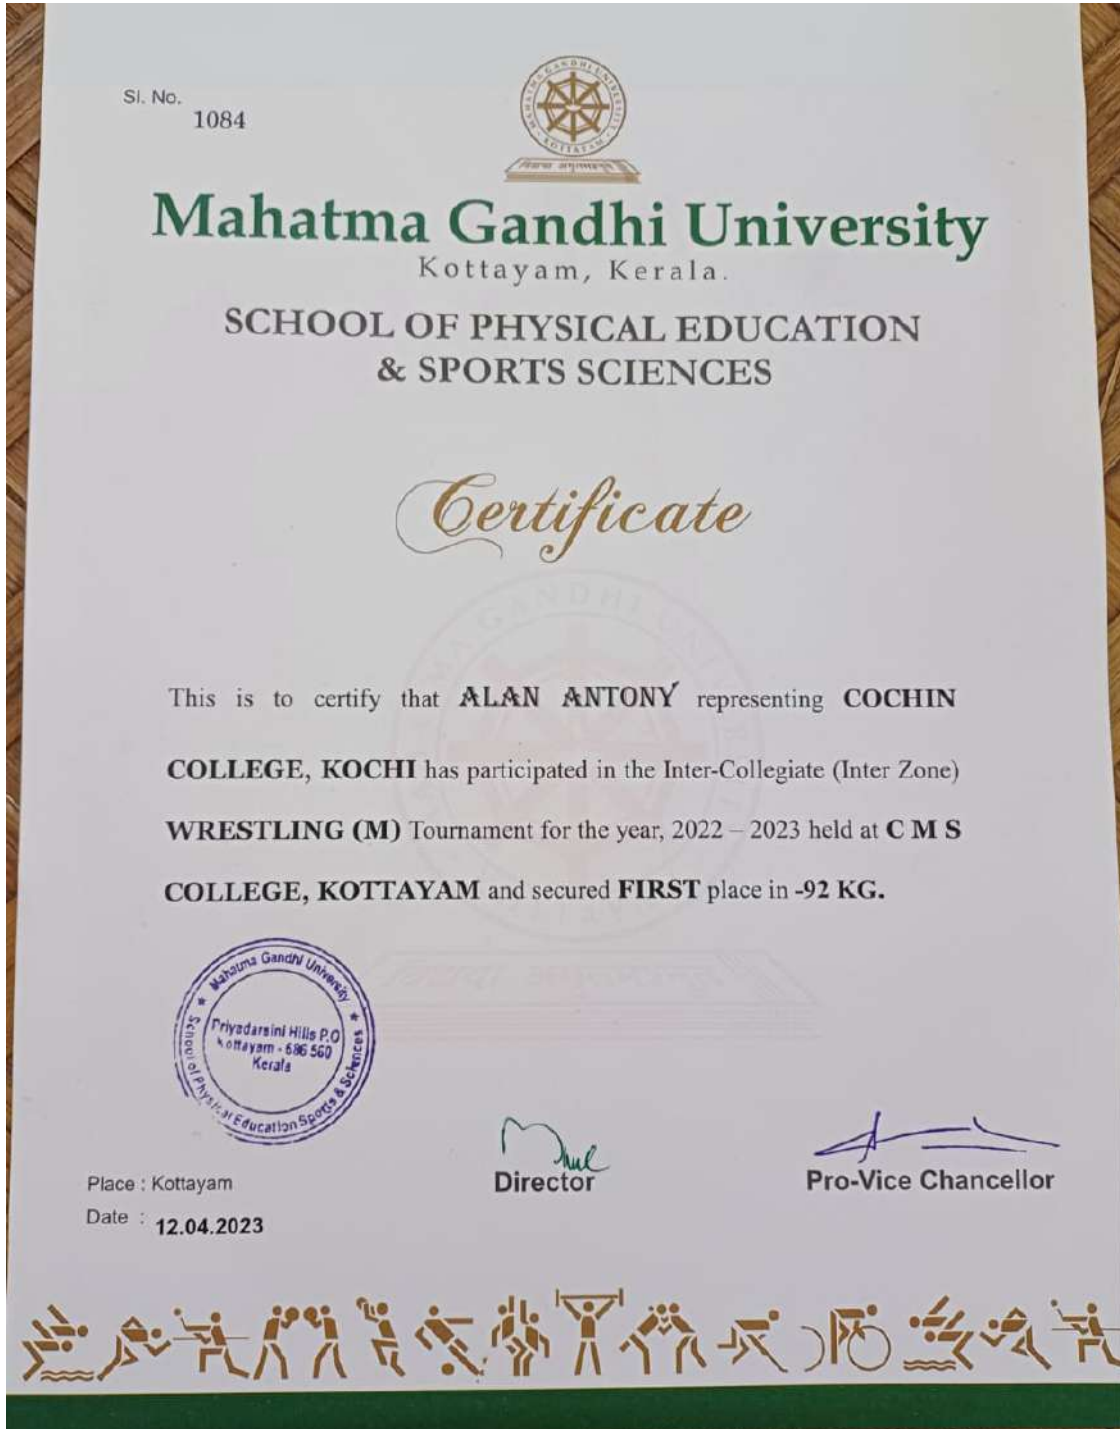 Sl. No.
1084
MAHATMA GANDHI UNIVERSITY
KOTTAYAM
Mahatma Gandhi University
Kottayam, Kerala.
SCHOOL OF PHYSICAL EDUCATION
& SPORTS SCIENCES
Certificate
This is to certify that ALAN ANTONY representing COCHIN
COLLEGE, KOCHI has participated in the Inter-Collegiate (Inter Zone)
WRESTLING (M) Tournament for the year, 2022 – 2023 held at C M S
COLLEGE, KOTTAYAM and secured FIRST place in -92 KG.
Mahatma Gandhi University
Priyadarsini Hills P.O
Kottayam - 686 560
Kerala
School of Physical Education Sports & Sciences
Director
Pro-Vice Chancellor
Place : Kottayam
Date : 12.04.2023